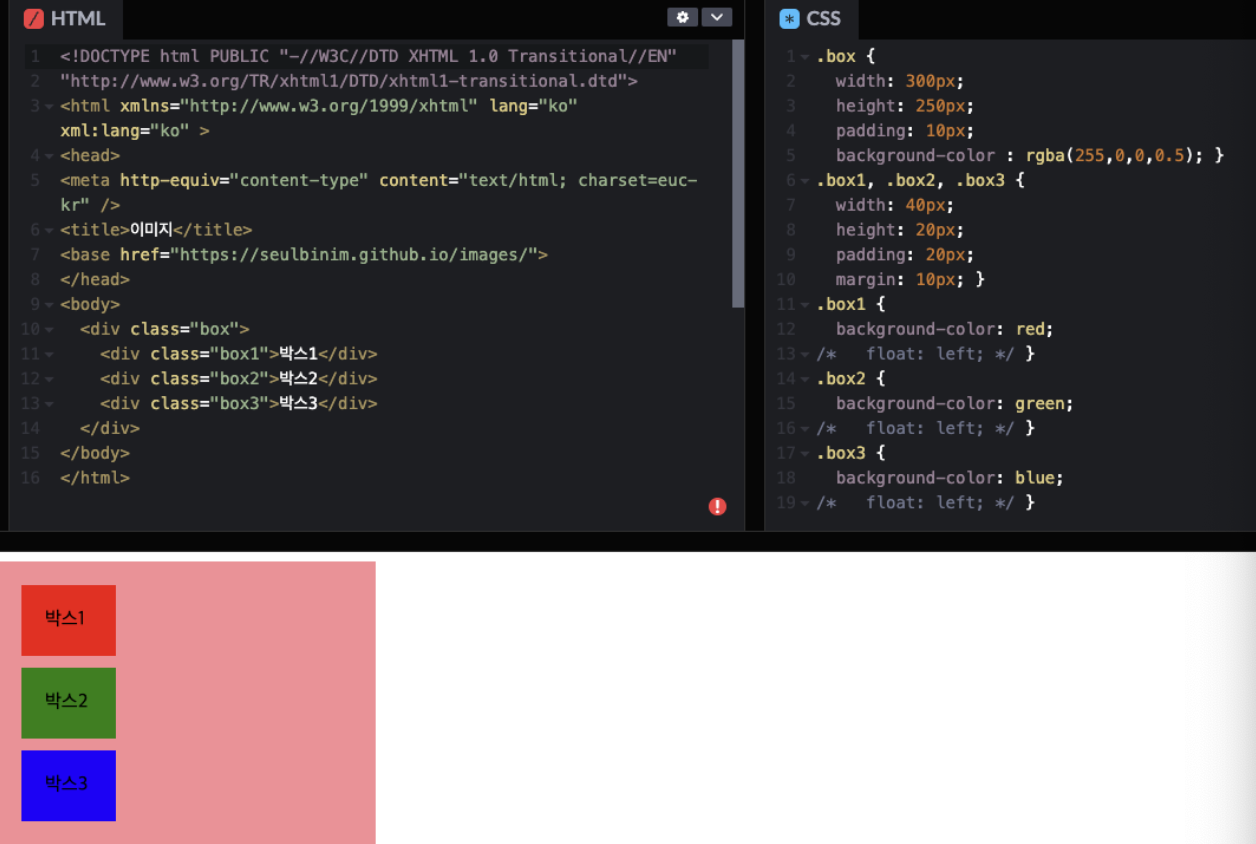 HTML
1 <!DOCTYPE html PUBLIC "-//W3C//DTD XHTML 1.0 Transitional//EN"
2 "http://www.w3.org/TR/xhtml1/DTD/xhtml1-transitional.dtd">
3 <html xmlns="http://www.w3.org/1999/xhtml" lang="ko"
xml:lang="ko" >
4 <head>
5 <meta http-equiv="content-type" content="text/html; charset=euc-
kr" />
6 <title>이미지</title>
7 <base href="https://seulbinim.github.io/images/">
8 </head>
9 <body>
10 <div class="box">
11 <div class="box1">박스1</div>
12 <div class="box2">박스2</div>
13 <div class="box3">박스3</div>
14 </div>
15 </body>
16 </html>
CSS
1 .box {
2 width: 300px;
3 height: 250px;
4 padding: 10px;
5 background-color : rgba(255,0,0,0.5); }
6 .box1, .box2, .box3 {
7 width: 40px;
8 height: 20px;
9 padding: 20px;
10 margin: 10px; }
11 .box1 {
12 background-color: red;
13 /* float: left; */ }
14 .box2 {
15 background-color: green;
16 /* float: left; */ }
17 .box3 {
18 background-color: blue;
19 /* float: left; */ }
박스1
박스2
박스3